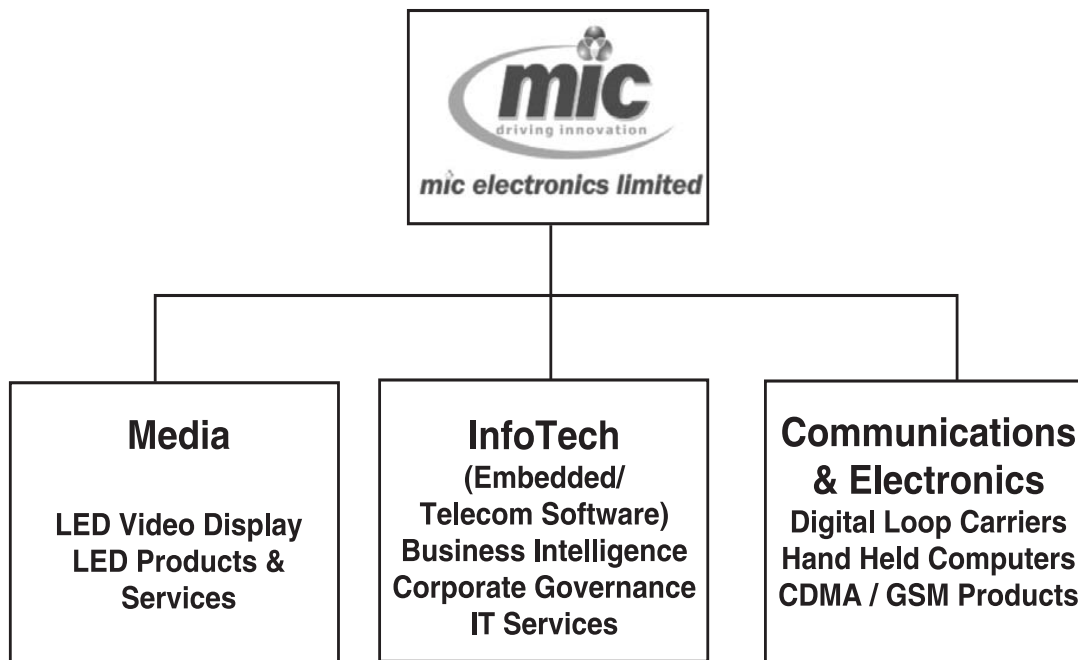 mic
driving innovation
mic electronics limited
Media
LED Video Display
LED Products &
Services
InfoTech
(Embedded/
Telecom Software)
Business Intelligence
Corporate Governance
IT Services
Communications
& Electronics
Digital Loop Carriers
Hand Held Computers
CDMA / GSM Products